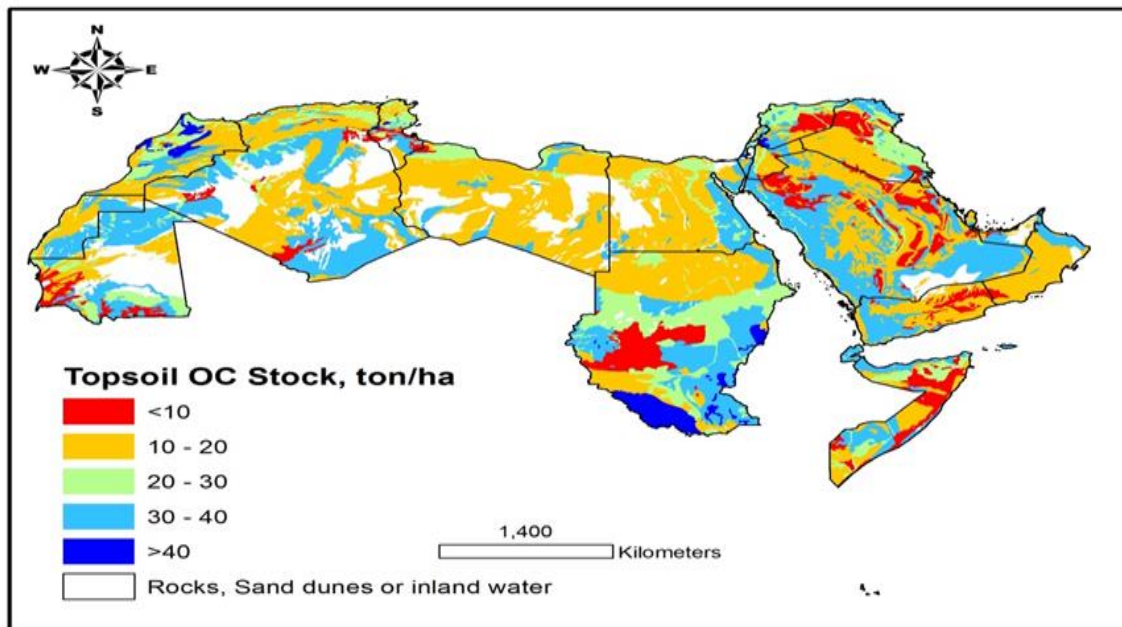 N
W E
S
Topsoil OC Stock, ton/ha
<10
10 - 20
20 - 30
30 - 40
>40
Rocks, Sand dunes or inland water
1,400
Kilometers